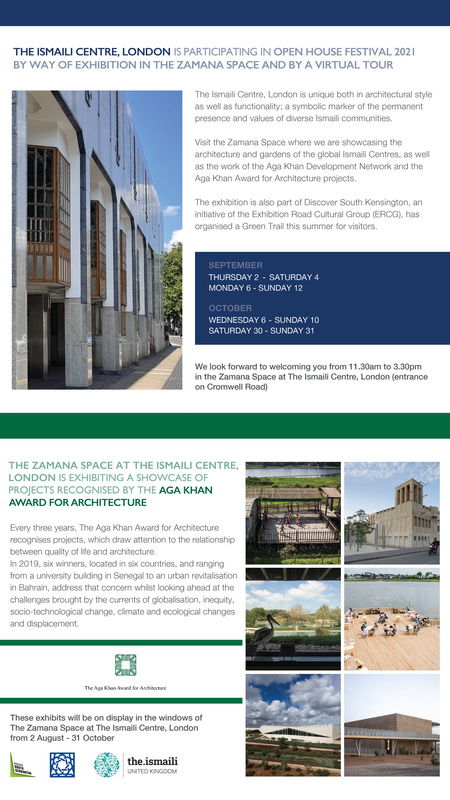 THE ISMAILI CENTRE, LONDON IS PARTICIPATING IN OPEN HOUSE FESTIVAL 2021
BY WAY OF EXHIBITION IN THE ZAMANA SPACE AND BY A VIRTUAL TOUR
The Ismaili Centre, London is unique both in architectural style
as well as functionality; a symbolic marker of the permanent
presence and values of diverse Ismaili communities.
Visit the Zamana Space where we are showcasing the
architecture and gardens of the global Ismaili Centres, as well
as the work of the Aga Khan Development Network and the
Aga Khan Award for Architecture projects.
The exhibition is also part of Discover South Kensington, an
initiative of the Exhibition Road Cultural Group (ERCG), has
organised a Green Trail this summer for visitors.
SEPTEMBER
THURSDAY 2 - SATURDAY 4
MONDAY 6 - SUNDAY 12
OCTOBER
WEDNESDAY 6 - SUNDAY 10
SATURDAY 30 - SUNDAY 31
We look forward to welcoming you from 11.30am to 3.30pm
in the Zamana Space at The Ismaili Centre, London (entrance
on Cromwell Road)
THE ZAMANA SPACE AT THE ISMAILI CENTRE,
LONDON IS EXHIBITING A SHOWCASE OF
PROJECTS RECOGNISED BY THE AGA KHAN
AWARD FOR ARCHITECTURE
Every three years, The Aga Khan Award for Architecture
recognises projects, which draw attention to the relationship
between quality of life and architecture.
In 2019, six winners, located in six countries, and ranging
from a university building in Senegal to an urban revitalisation
in Bahrain, address that concern whilst looking ahead at the
challenges brought by the currents of globalisation, inequity,
socio-technological change, climate and ecological changes
and displacement.
The Aga Khan Award for Architecture
These exhibits will be on display in the windows of
The Zamana Space at The Ismaili Centre, London
from 2 August - 31 October
the.ismaili
UNITED KINGDOM